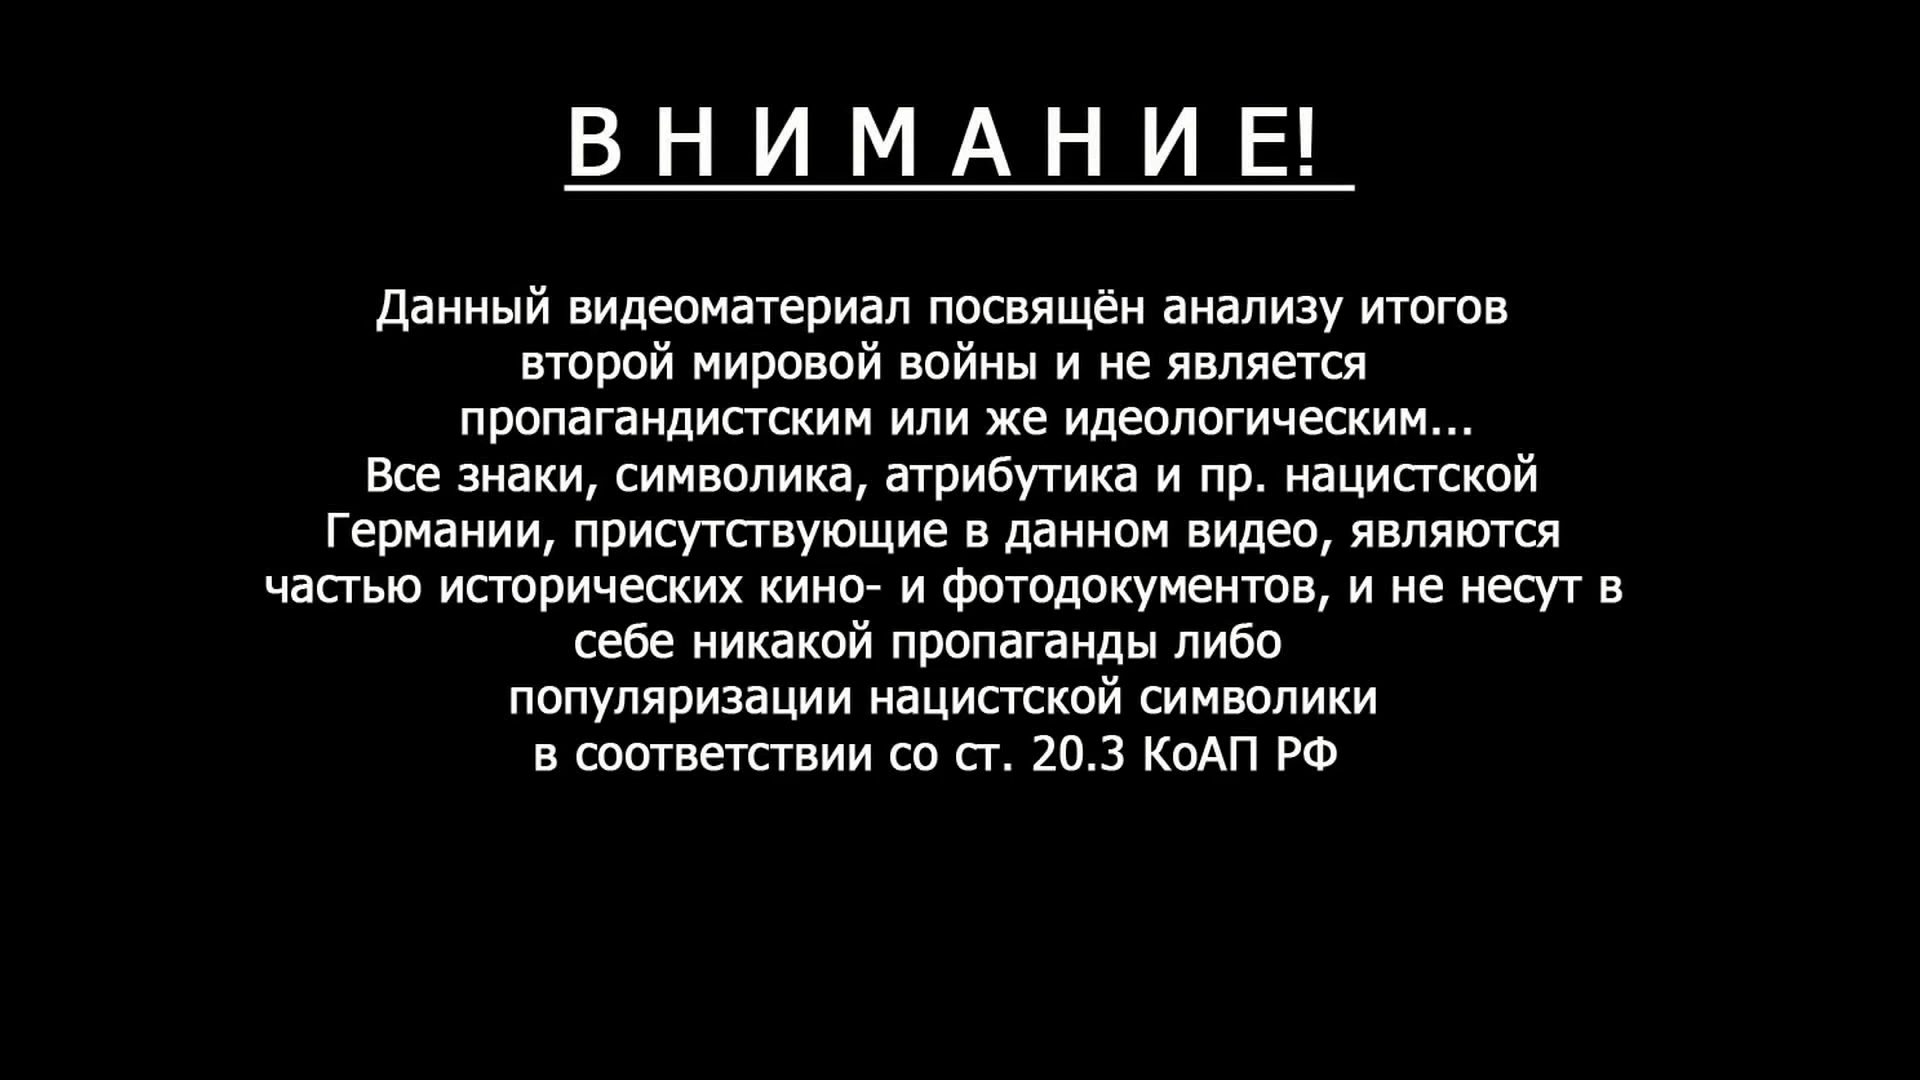 В Н И М А Н И Е!
Данный видеоматериал посвящён анализу итогов
второй мировой войны и не является
пропагандистским или же идеологическим...
Все знаки, символика, атрибутика и пр. нацистской
Германии, присутствующие в данном видео, являются
частью исторических кино- и фотодокументов, и не несут в
себе никакой пропаганды либо
популяризации нацистской символики
в соответствии со ст. 20.3 КоАП РФ